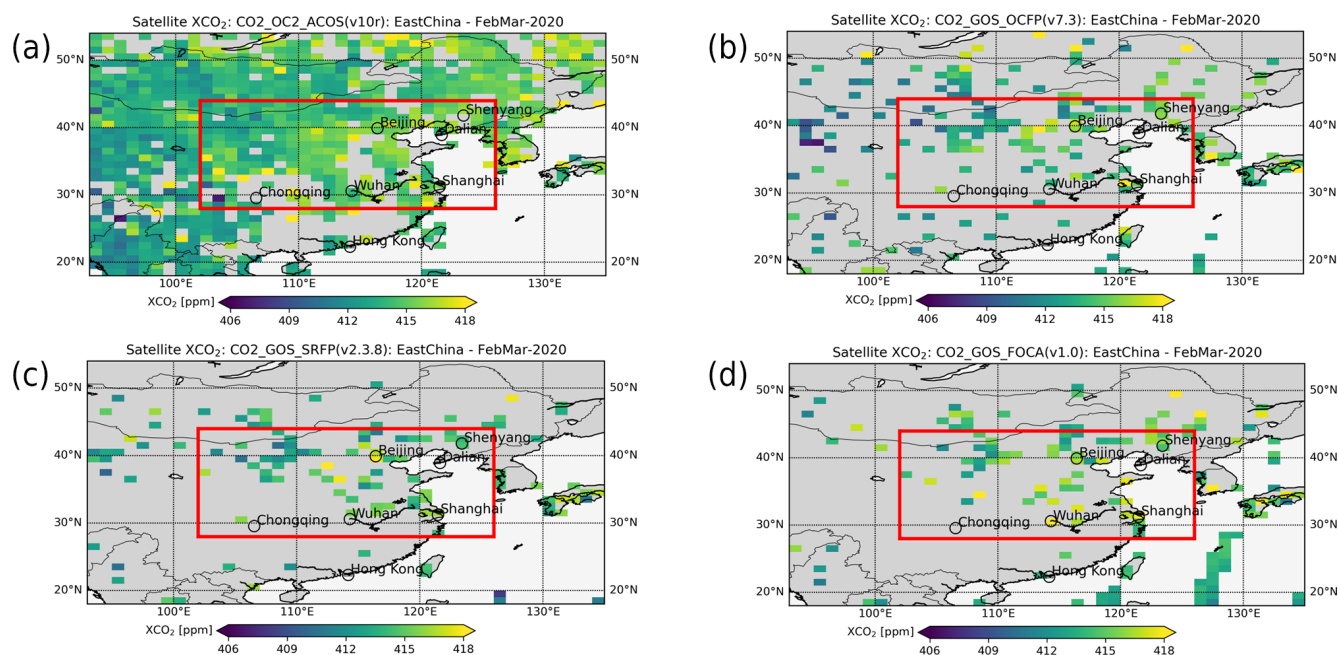 (a)
Satellite XCO₂: CO2_OC2_ACOS(v10r): EastChina - FebMar-2020
50°N 50°N
40°N 40°N
30°N 30°N
20°N 20°N
Shenyang
Beijing
Dalian
Chongqing
Wuhan
Shanghai
Hong Kong
100°E 110°E 120°E 130°E
XCO₂ [ppm]
406 409 412 415 418
(b)
Satellite XCO₂: CO2_GOS_OCFP(v7.3): EastChina - FebMar-2020
50°N 50°N
40°N 40°N
30°N 30°N
20°N 20°N
Shenyang
Beijing
Dalian
Chongqing
Wuhan
Shanghai
Hong Kong
100°E 110°E 120°E 130°E
XCO₂ [ppm]
406 409 412 415 418
(c)
Satellite XCO₂: CO2_GOS_SRFP(v2.3.8): EastChina - FebMar-2020
50°N 50°N
40°N 40°N
30°N 30°N
20°N 20°N
Shenyang
Beijing
Dalian
Chongqing
Wuhan
Shanghai
Hong Kong
100°E 110°E 120°E 130°E
XCO₂ [ppm]
406 409 412 415 418
(d)
Satellite XCO₂: CO2_GOS_FOCA(v1.0): EastChina - FebMar-2020
50°N 50°N
40°N 40°N
30°N 30°N
20°N 20°N
Shenyang
Beijing
Dalian
Chongqing
Wuhan
Shanghai
Hong Kong
100°E 110°E 120°E 130°E
XCO₂ [ppm]
406 409 412 415 418